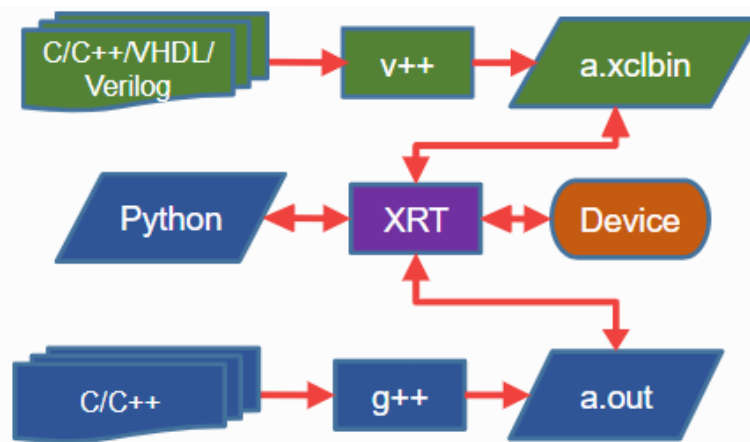 C/C++/VHDL/
Verilog
v++
a.xclbin
Python
XRT
Device
C/C++
g++
a.out